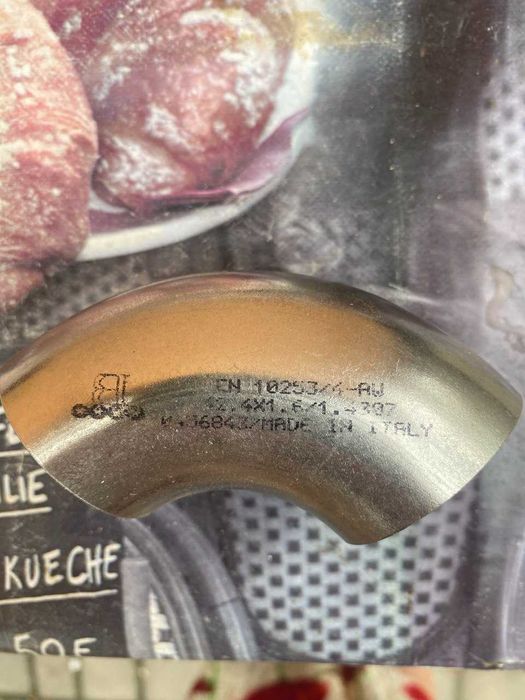 EN 10253/4-AW
42.4X1.6/1.4307
MADE IN ITALY
LIE
KUECHE